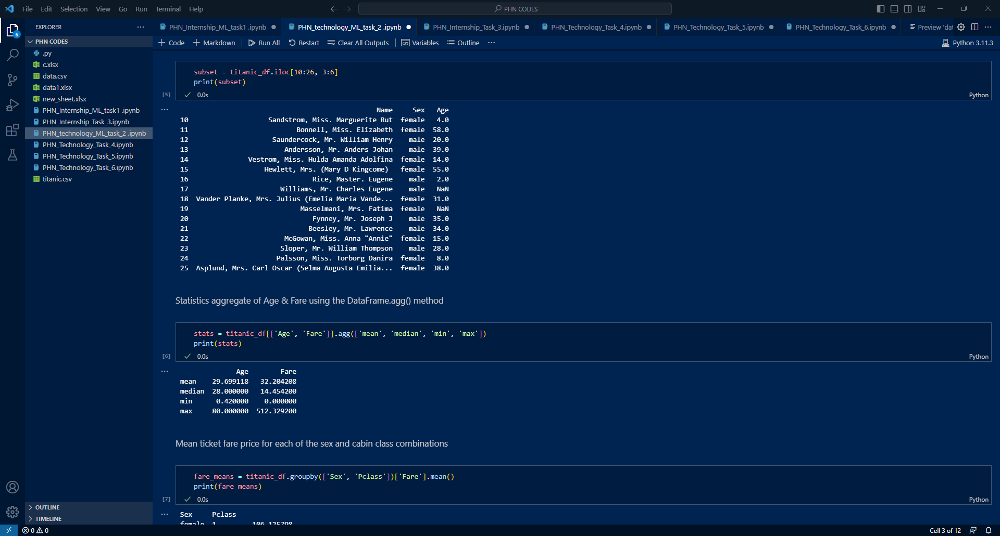 File Edit Selection View Go Run Terminal Help
PHN CODES
EXPLORER
PHN_Internship_ML_task1 .ipynb
PHN_technology_ML_task_2 .ipynb
PHN_Internship_Task_3.ipynb
PHN_Technology_Task_4.ipynb
PHN_Technology_Task_5.ipynb
PHN_Technology_Task_6.ipynb
Preview 'dat
Code Markdown Run All Restart Clear All Outputs Variables Outline
Python 3.11.3
PHN CODES
.py
c.xlsx
data.csv
data1.xlsx
new_sheet.xlsx
PHN_Internship_ML_task1 .ipynb
PHN_Internship_Task_3.ipynb
PHN_technology_ML_task_2 .ipynb
PHN_Technology_Task_4.ipynb
PHN_Technology_Task_5.ipynb
PHN_Technology_Task_6.ipynb
titanic.csv
OUTLINE
TIMELINE
6
subset = titanic_df.iloc[10:26, 3:6]
print(subset)
[5] 0.0s Python
Name Sex Age
10 Sandstrom, Miss. Marguerite Rut female 4.0
11 Bonnell, Miss. Elizabeth female 58.0
12 Saundercock, Mr. William Henry male 20.0
13 Andersson, Mr. Anders Johan male 39.0
14 Vestrom, Miss. Hulda Amanda Adolfina female 14.0
15 Hewlett, Mrs. (Mary D Kingcome) female 55.0
16 Rice, Master. Eugene male 2.0
17 Williams, Mr. Charles Eugene male NaN
18 Vander Planke, Mrs. Julius (Emelia Maria Vande... female 31.0
19 Masselmani, Mrs. Fatima female NaN
20 Fynney, Mr. Joseph J male 35.0
21 Beesley, Mr. Lawrence male 34.0
22 McGowan, Miss. Anna "Annie" female 15.0
23 Sloper, Mr. William Thompson male 28.0
24 Palsson, Miss. Torborg Danira female 8.0
25 Asplund, Mrs. Carl Oscar (Selma Augusta Emilia... female 38.0
Statistics aggregate of Age & Fare using the DataFrame.agg() method
stats = titanic_df[['Age', 'Fare']].agg(['mean', 'median', 'min', 'max'])
print(stats)
[6] 0.0s Python
Age Fare
mean 29.699118 32.204208
median 28.000000 14.454200
min 0.420000 0.000000
max 80.000000 512.329200
Mean ticket fare price for each of the sex and cabin class combinations
fare_means = titanic_df.groupby(['Sex', 'Pclass'])['Fare'].mean()
print(fare_means)
[7] 0.0s Python
Sex Pclass
female 1 106.125798
0 0
Cell 3 of 12